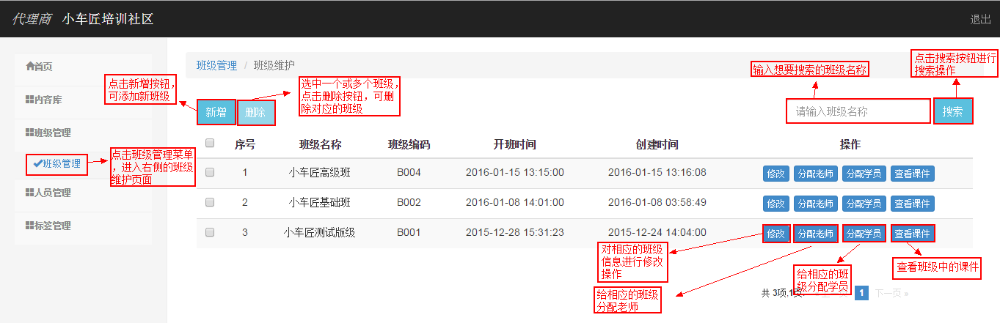 代理商 小车匠培训社区 退出
首页
内容库
班级管理
班级管理
人员管理
标签管理
点击班级管理菜单
，进入右侧的班级
维护页面
班级管理 / 班级维护
点击新增按钮，
可添加新班级
选中一个或多个班级，
点击删除按钮，可删
除对应的班级
输入想要搜索的班级名称
点击搜索按钮进行
搜索操作
新增 删除 请输入班级名称 搜索
序号 班级名称 班级编码 开班时间 创建时间 操作
1 小车匠高级班 B004 2016-01-15 13:15:00 2016-01-15 13:16:08 修改 分配老师 分配学员 查看课件
2 小车匠基础班 B002 2016-01-08 14:01:00 2016-01-08 03:58:49 修改 分配老师 分配学员 查看课件
3 小车匠测试版级 B001 2015-12-28 15:31:23 2015-12-24 14:04:00 修改 分配老师 分配学员 查看课件
对相应的班级
信息进行修改
操作
给相应的班级
分配老师
给相应的班
级分配学员
查看班级中的课件
共 3项,1页 1 下一页 »